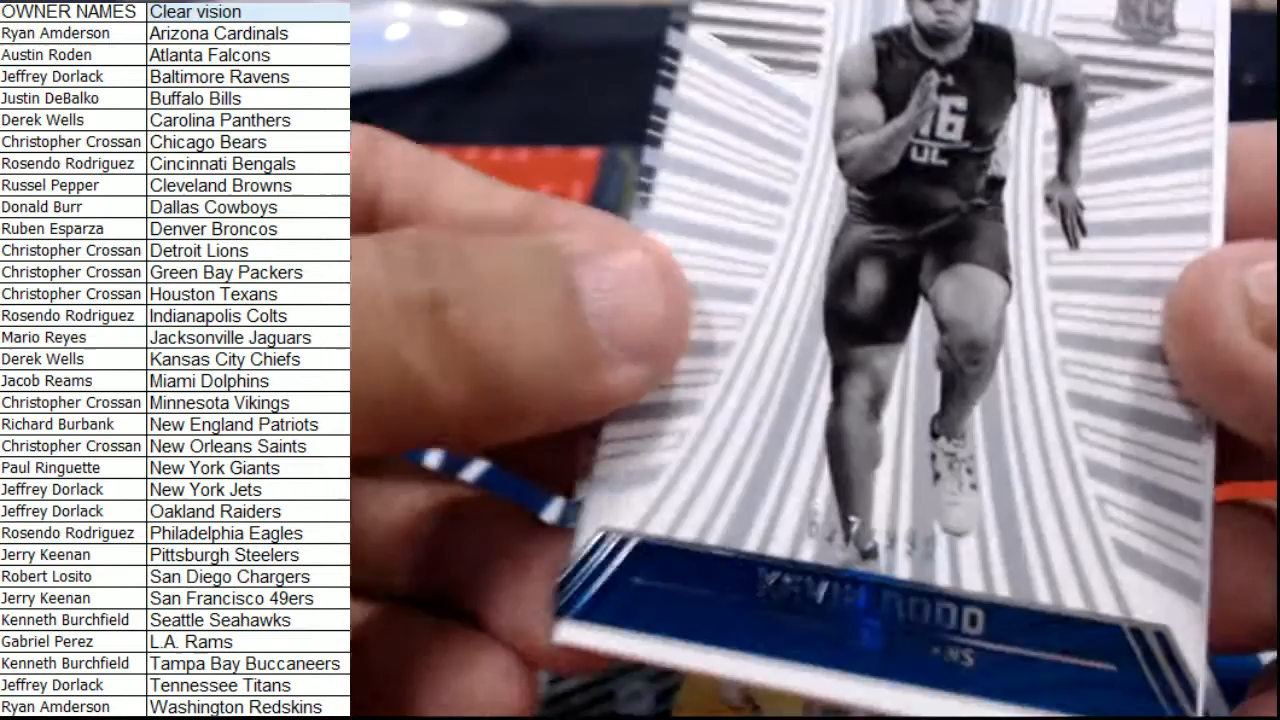 OWNER NAMES Clear vision
Ryan Amderson Arizona Cardinals
Austin Roden Atlanta Falcons
Jeffrey Dorlack Baltimore Ravens
Justin DeBalko Buffalo Bills
Derek Wells Carolina Panthers
Christopher Crossan Chicago Bears
Rosendo Rodriguez Cincinnati Bengals
Russel Pepper Cleveland Browns
Donald Burr Dallas Cowboys
Ruben Esparza Denver Broncos
Christopher Crossan Detroit Lions
Christopher Crossan Green Bay Packers
Christopher Crossan Houston Texans
Rosendo Rodriguez Indianapolis Colts
Mario Reyes Jacksonville Jaguars
Derek Wells Kansas City Chiefs
Jacob Reams Miami Dolphins
Christopher Crossan Minnesota Vikings
Richard Burbank New England Patriots
Christopher Crossan New Orleans Saints
Paul Ringuette New York Giants
Jeffrey Dorlack New York Jets
Jeffrey Dorlack Oakland Raiders
Rosendo Rodriguez Philadelphia Eagles
Jerry Keenan Pittsburgh Steelers
Robert Losito San Diego Chargers
Jerry Keenan San Francisco 49ers
Kenneth Burchfield Seattle Seahawks
Gabriel Perez L.A. Rams
Kenneth Burchfield Tampa Bay Buccaneers
Jeffrey Dorlack Tennessee Titans
Ryan Amderson Washington Redskins
RC
OL
KEVIN DODD